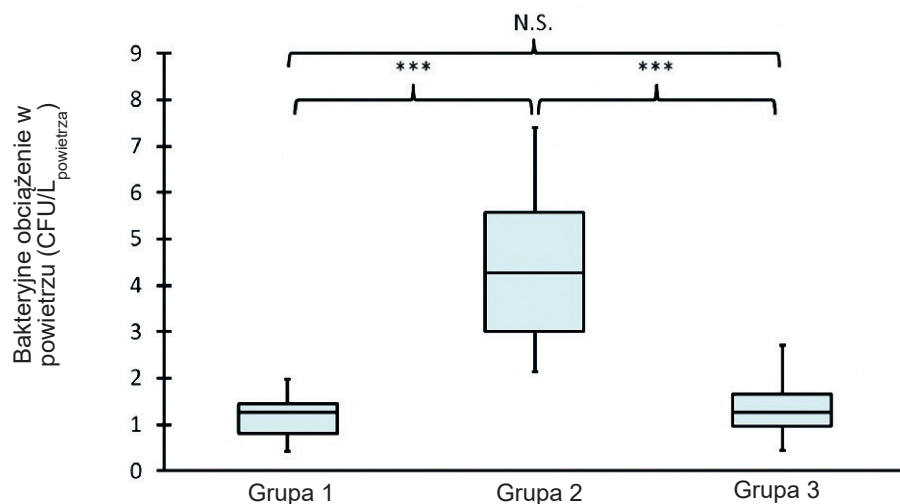 N.S.
***
***
9
8
7
6
5
4
3
2
1
0
Bakteryjne obciążenie w
powietrzu (CFU/L powietrza)
Grupa 1
Grupa 2
Grupa 3